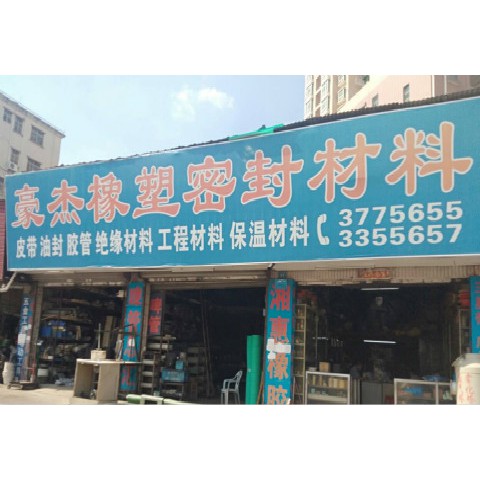 豪杰橡塑密封材料
皮带 油封 胶管 绝缘材料 工程材料 保温材料 3775655
3355657
湘東橡胶